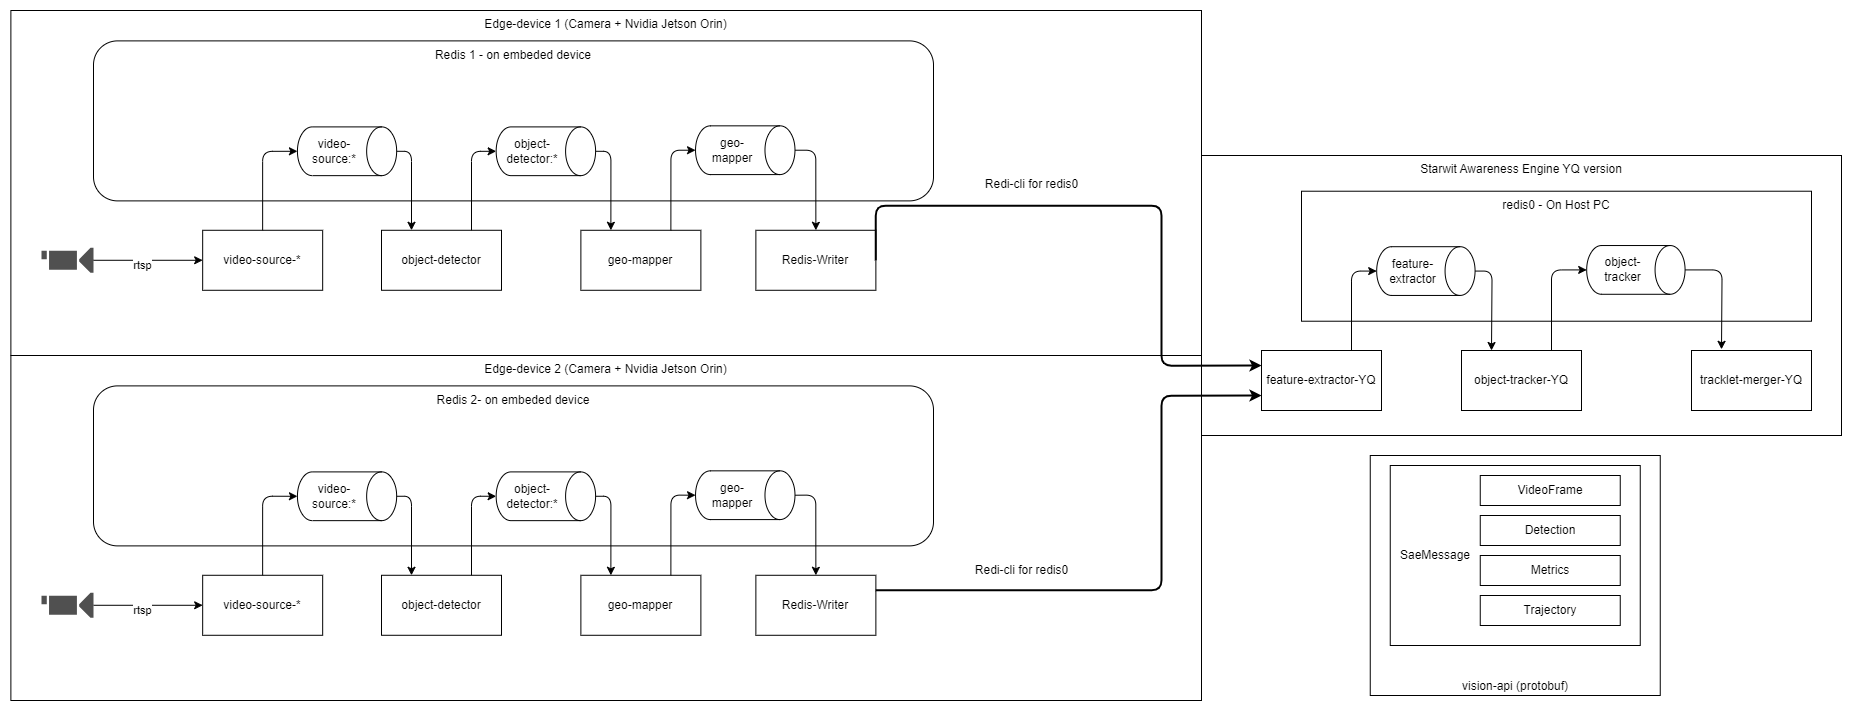 Edge-device 1 (Camera + Nvidia Jetson Orin)
Redis 1 - on embeded device
video-
source:*
object-
detector:*
geo-
mapper
Redi-cli for redis0
rtsp
video-source-*
object-detector
geo-mapper
Redis-Writer
Edge-device 2 (Camera + Nvidia Jetson Orin)
Redis 2- on embeded device
video-
source:*
object-
detector:*
geo-
mapper
Redi-cli for redis0
rtsp
video-source-*
object-detector
geo-mapper
Redis-Writer
Starwit Awareness Engine YQ version
redis0 - On Host PC
feature-
extractor
object-
tracker
feature-extractor-YQ
object-tracker-YQ
tracklet-merger-YQ
SaeMessage
VideoFrame
Detection
Metrics
Trajectory
vision-api (protobuf)